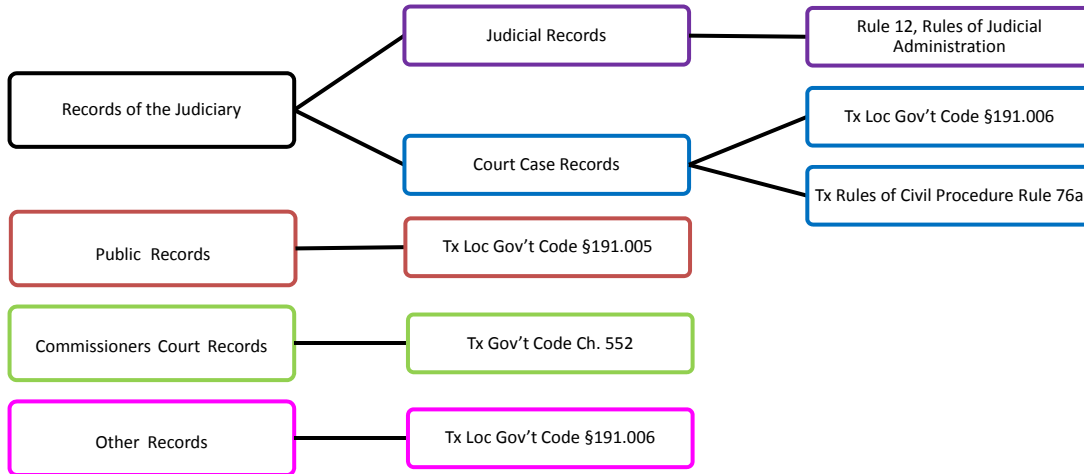 Judicial Records
Rule 12, Rules of Judicial
Administration
Records of the Judiciary
Tx Loc Gov’t Code §191.006
Court Case Records
Tx Rules of Civil Procedure Rule 76a
Public Records
Tx Loc Gov’t Code §191.005
Commissioners Court Records
Tx Gov’t Code Ch. 552
Other Records
Tx Loc Gov’t Code §191.006